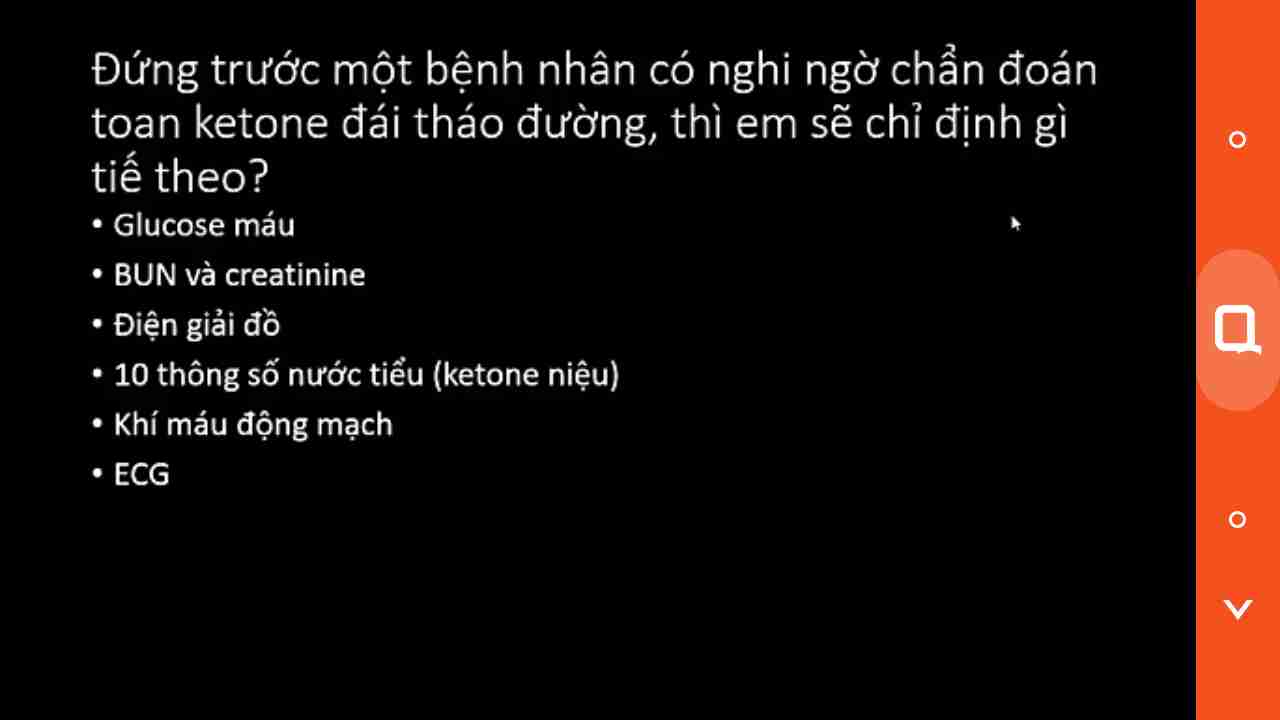 Đứng trước một bệnh nhân có nghi ngờ chẩn đoán
toan ketone đái tháo đường, thì em sẽ chỉ định gì
tiế theo?
• Glucose máu
• BUN và creatinine
• Điện giải đồ
• 10 thông số nước tiểu (ketone niệu)
• Khí máu động mạch
• ECG